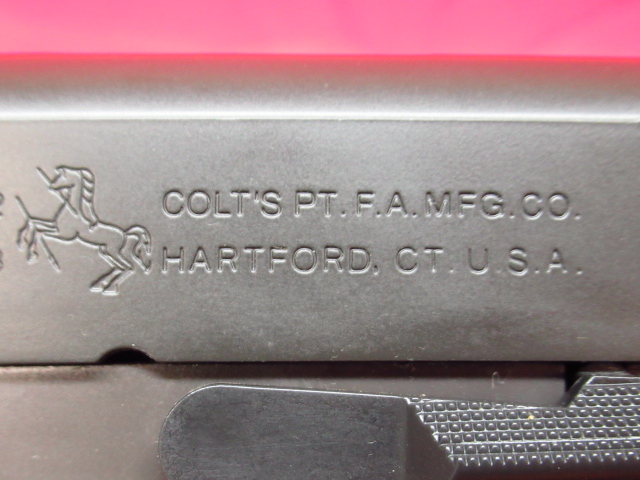 COLT'S PT. F.A. MFG. CO.
HARTFORD, CT. U.S.A.